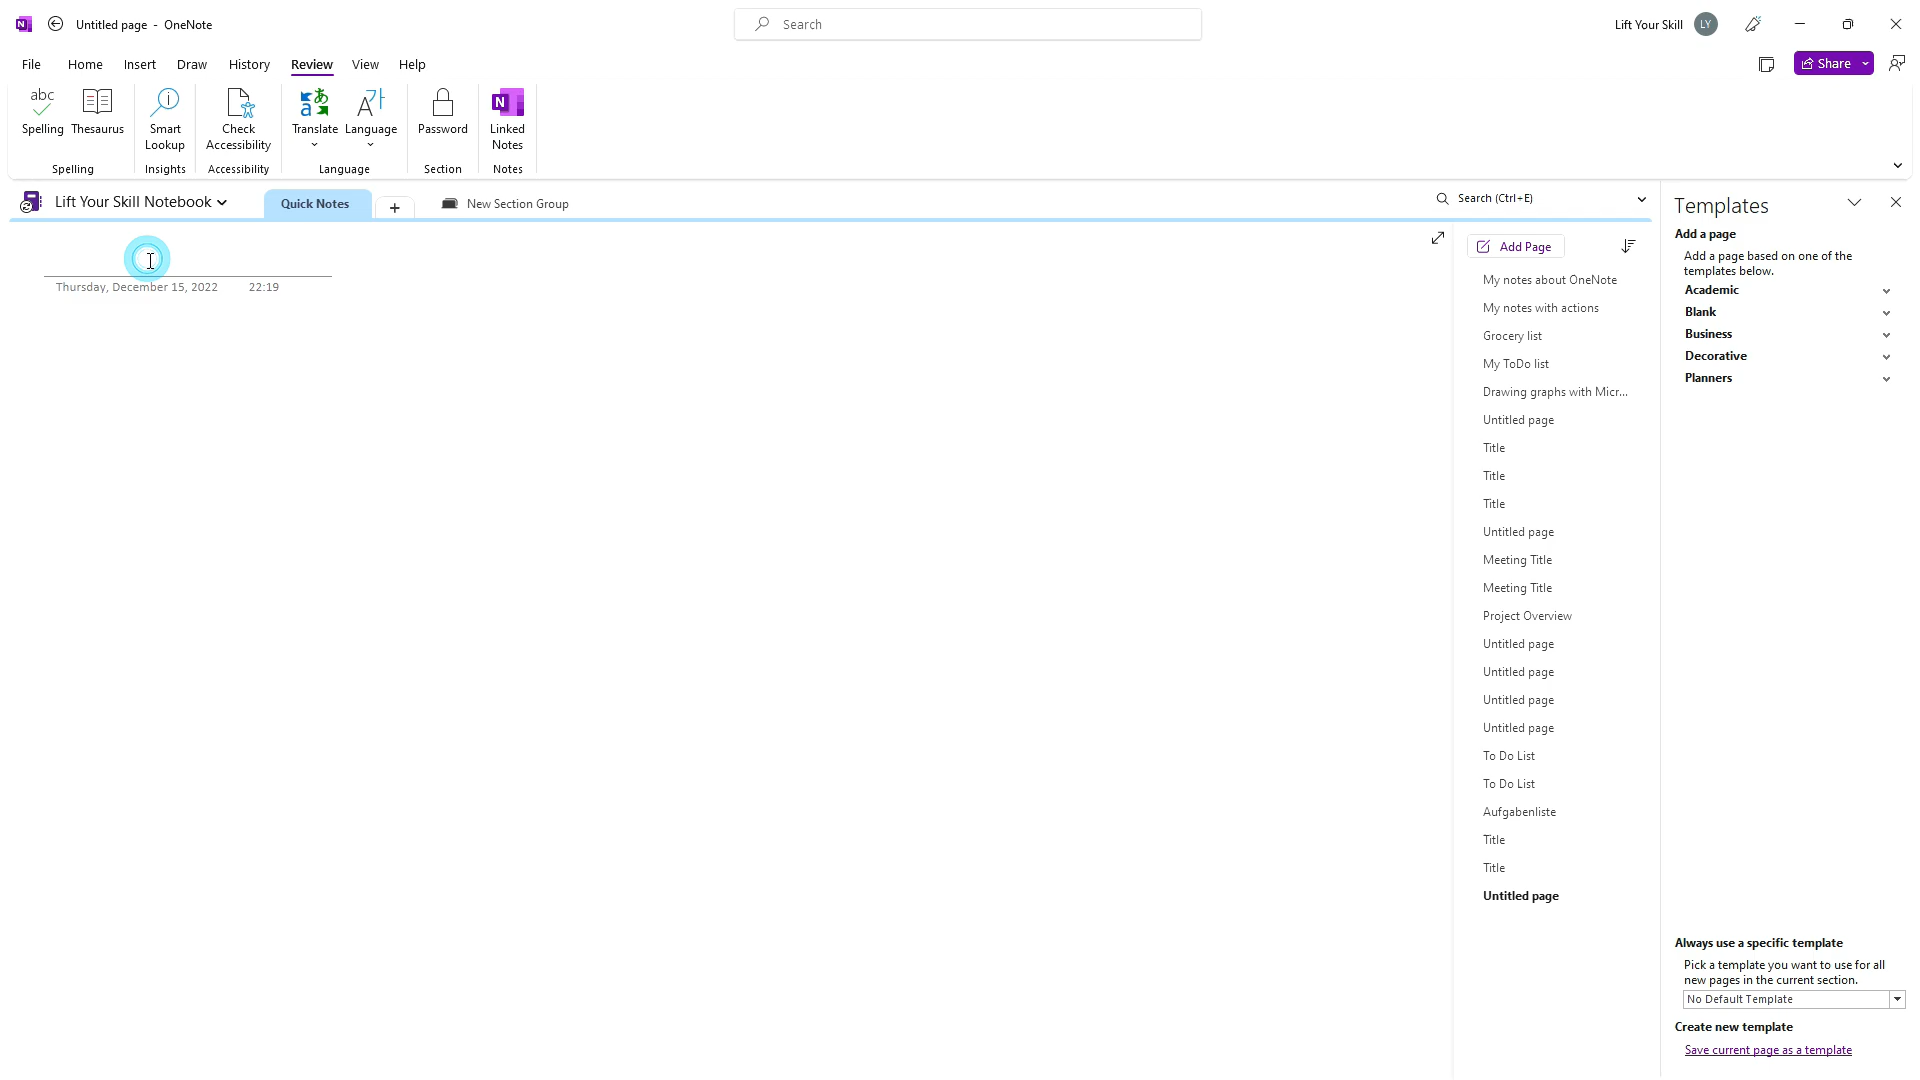 Untitled page - OneNote
Search
Lift Your Skill
LY
File Home Insert Draw History Review View Help
Share
abc
Spelling
Thesaurus
Smart Lookup
Check Accessibility
Translate
Language
Password
Linked Notes
Spelling
Insights
Accessibility
Language
Section
Notes
Lift Your Skill Notebook
Quick Notes
+
New Section Group
Search (Ctrl+E)
Thursday, December 15, 2022 22:19
Add Page
My notes about OneNote
My notes with actions
Grocery list
My ToDo list
Drawing graphs with Micr...
Untitled page
Title
Title
Title
Untitled page
Meeting Title
Meeting Title
Project Overview
Untitled page
Untitled page
Untitled page
Untitled page
To Do List
To Do List
Aufgabenliste
Title
Title
Untitled page
Templates
Add a page
Add a page based on one of the
templates below.
Academic
Blank
Business
Decorative
Planners
Always use a specific template
Pick a template you want to use for all
new pages in the current section.
No Default Template
Create new template
Save current page as a template